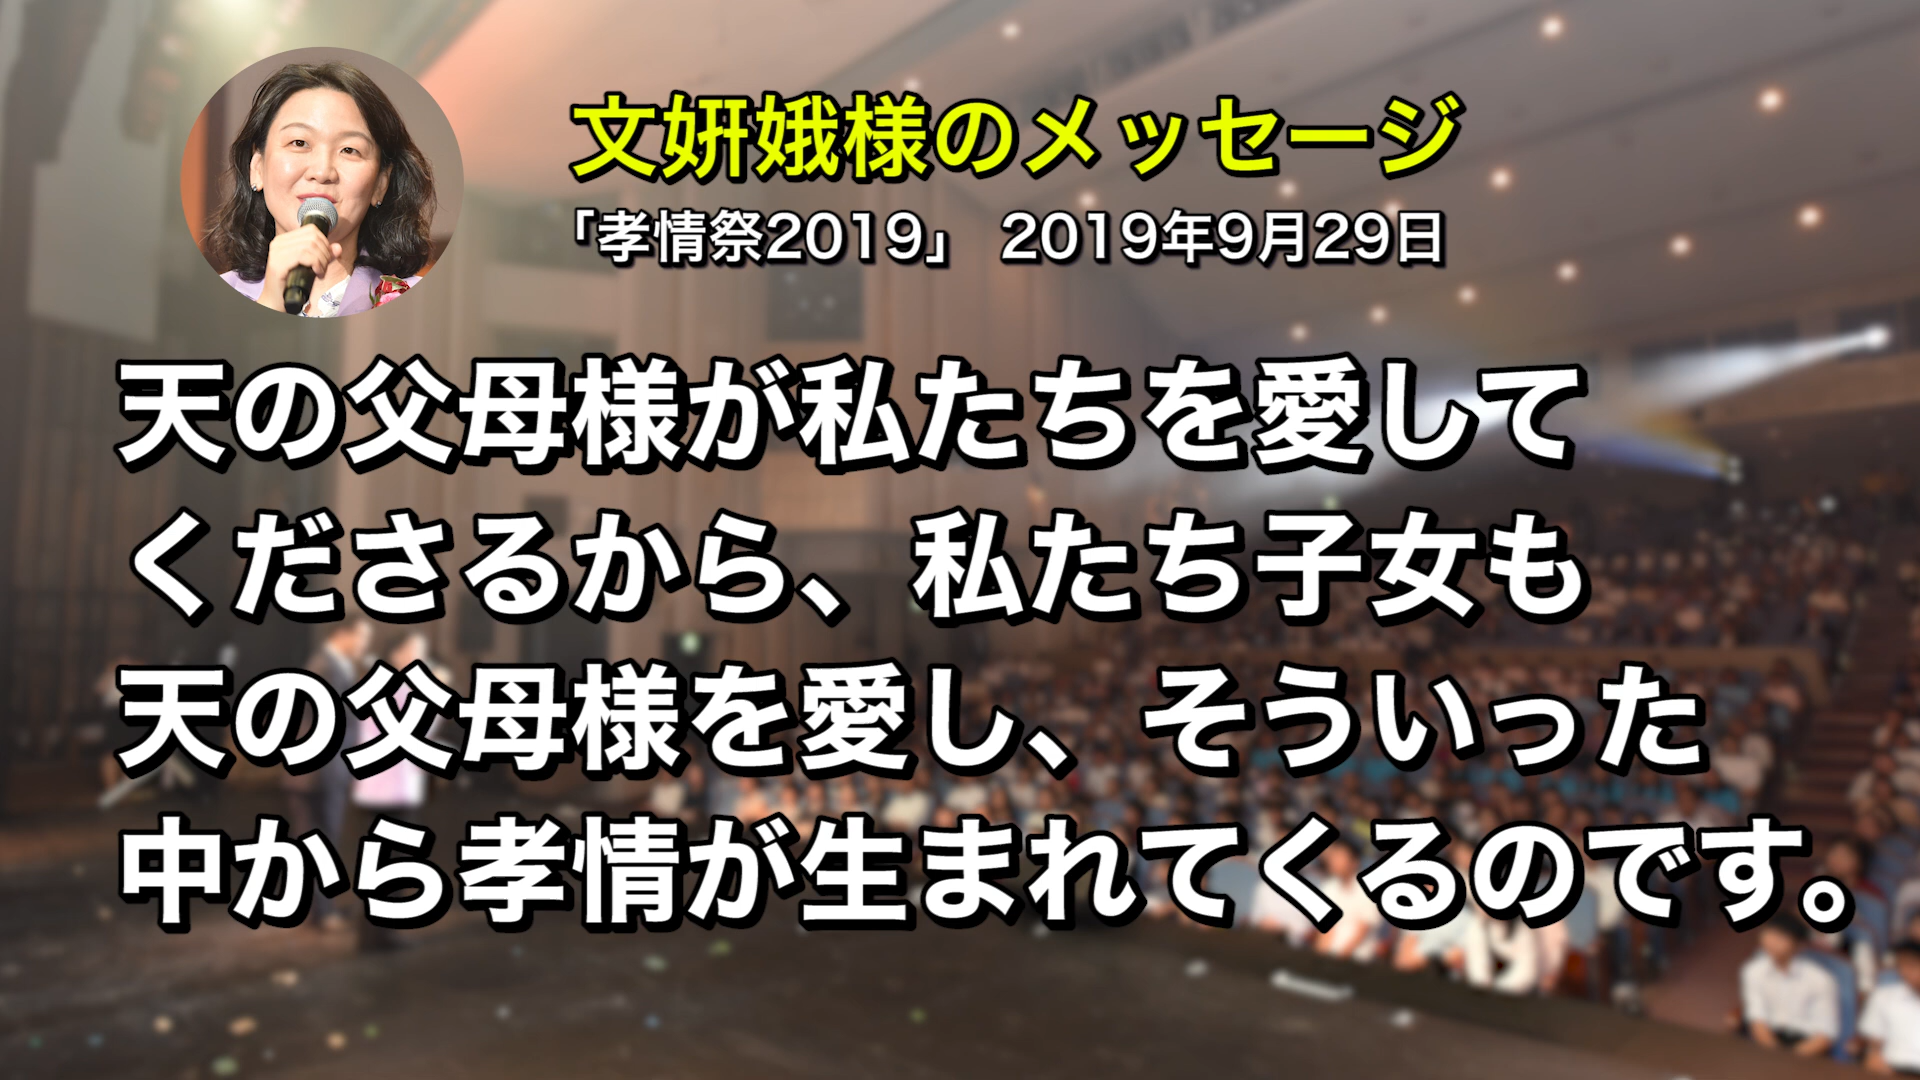 文妍娥様のメッセージ
「孝情祭2019」 2019年9月29日
天の父母様が私たちを愛して
くださるから、私たち子女も
天の父母様を愛し、そういった
中から孝情が生まれてくるのです。